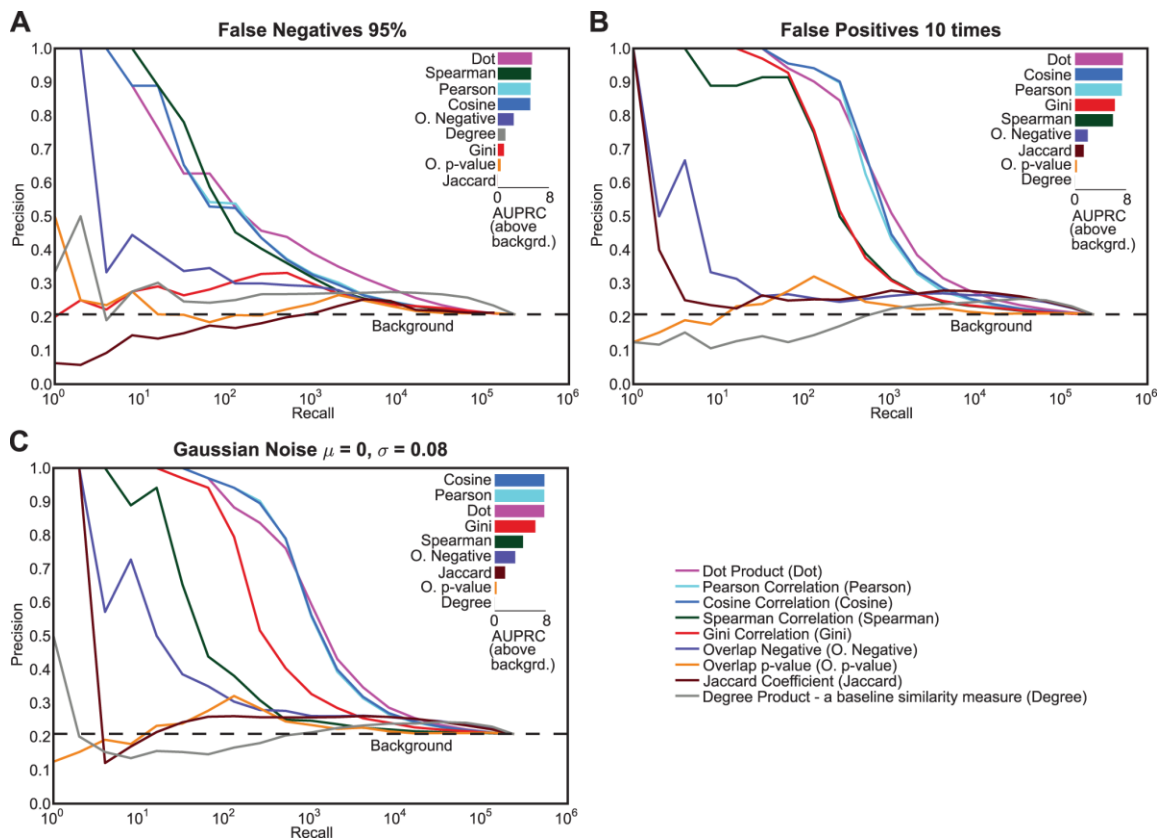 A
False Negatives 95%
1.0
0.9
0.8
0.7
0.6
0.5
0.4
0.3
0.2
0.1
0.0
Precision
Dot
Spearman
Pearson
Cosine
O. Negative
Degree
Gini
O. p-value
Jaccard
0 8
AUPRC
(above
backgrd.)
Background
10^0 10^1 10^2 10^3 10^4 10^5 10^6
Recall
B
False Positives 10 times
1.0
0.9
0.8
0.7
0.6
0.5
0.4
0.3
0.2
0.1
0.0
Precision
Dot
Cosine
Pearson
Gini
Spearman
O. Negative
Jaccard
O. p-value
Degree
0 8
AUPRC
(above
backgrd.)
Background
10^0 10^1 10^2 10^3 10^4 10^5 10^6
Recall
C
Gaussian Noise μ = 0, σ = 0.08
1.0
0.9
0.8
0.7
0.6
0.5
0.4
0.3
0.2
0.1
0.0
Precision
Cosine
Pearson
Dot
Gini
Spearman
O. Negative
Jaccard
O. p-value
Degree
0 8
AUPRC
(above
backgrd.)
Background
10^0 10^1 10^2 10^3 10^4 10^5 10^6
Recall
Dot Product (Dot)
Pearson Correlation (Pearson)
Cosine Correlation (Cosine)
Spearman Correlation (Spearman)
Gini Correlation (Gini)
Overlap Negative (O. Negative)
Overlap p-value (O. p-value)
Jaccard Coefficient (Jaccard)
Degree Product - a baseline similarity measure (Degree)